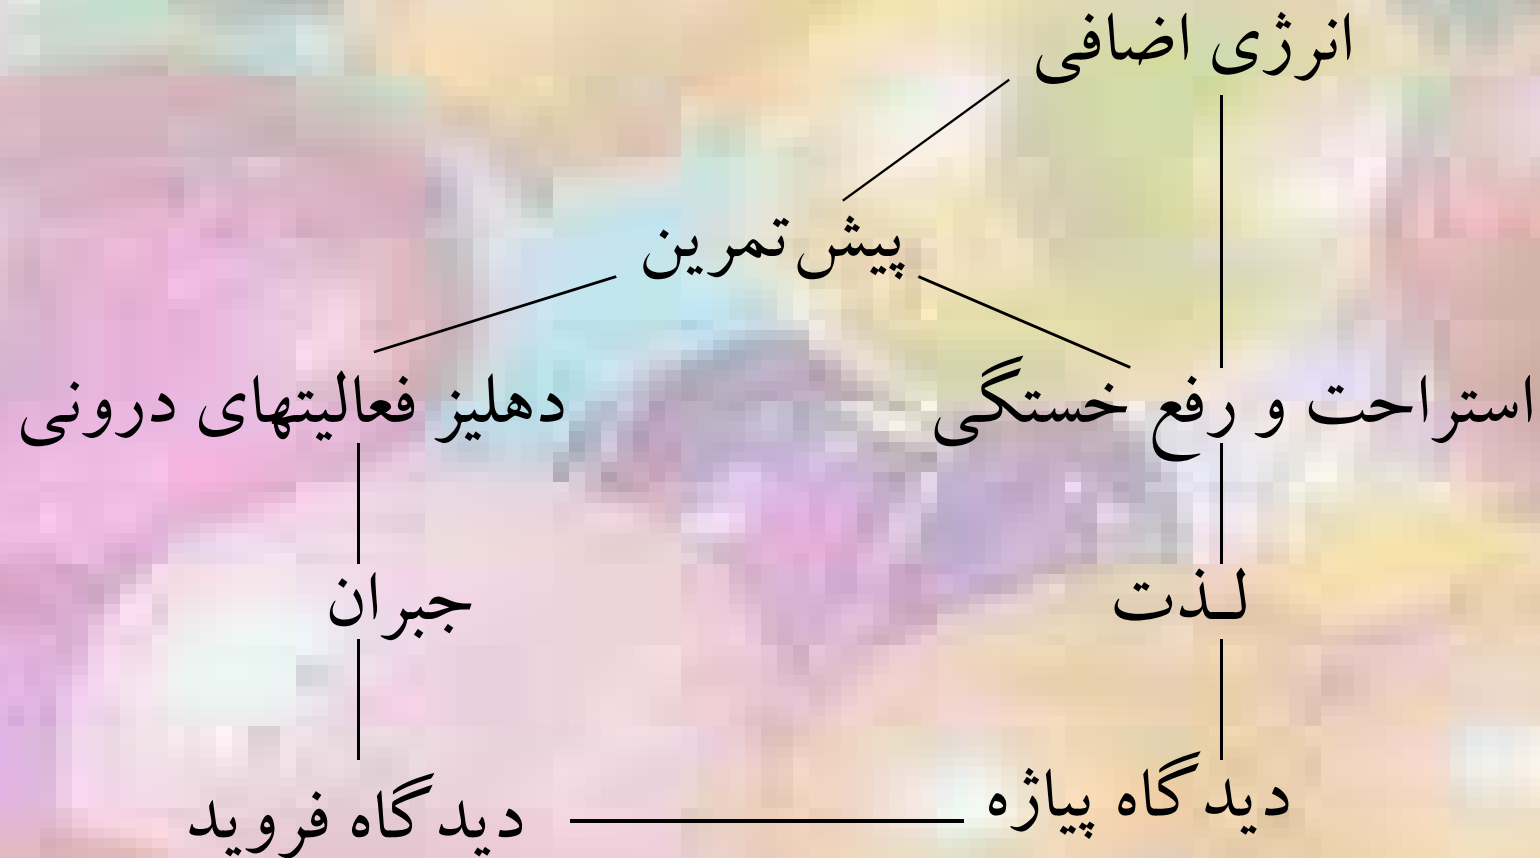 انرژی اضافی
پیش تمرین
استراحت و رفع خستگی
دهلیز فعالیتهای درونی
لـذت
جبران
دیدگاه پیاژه
دیدگاه فروید